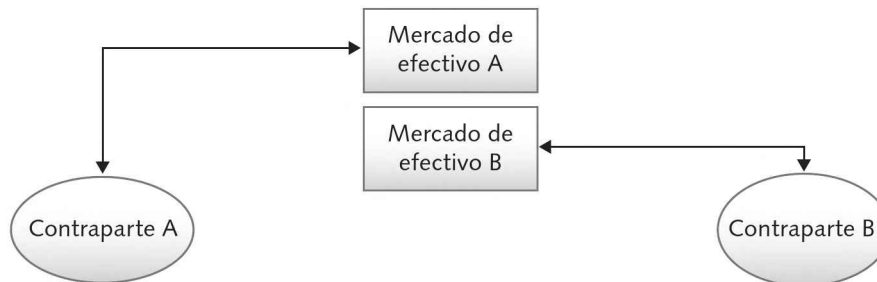 Mercado de
efectivo A
Mercado de
efectivo B
Contraparte A
Contraparte B